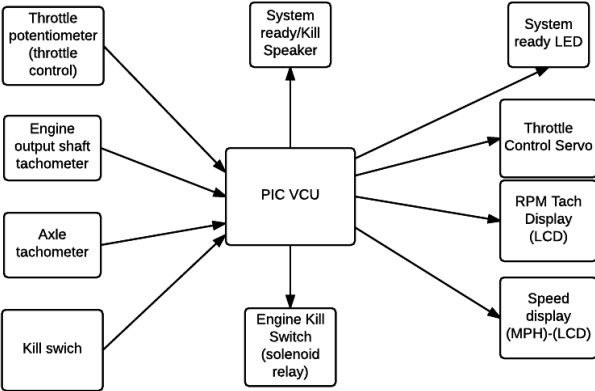 Throttle
potentiometer
(throttle
control)
System
ready/Kill
Speaker
System
ready LED
Engine
output shaft
tachometer
Throttle
Control Servo
PIC VCU
RPM Tach
Display
(LCD)
Axle
tachometer
Engine Kill
Switch
(solenoid
relay)
Speed
display
(MPH)-(LCD)
Kill swich